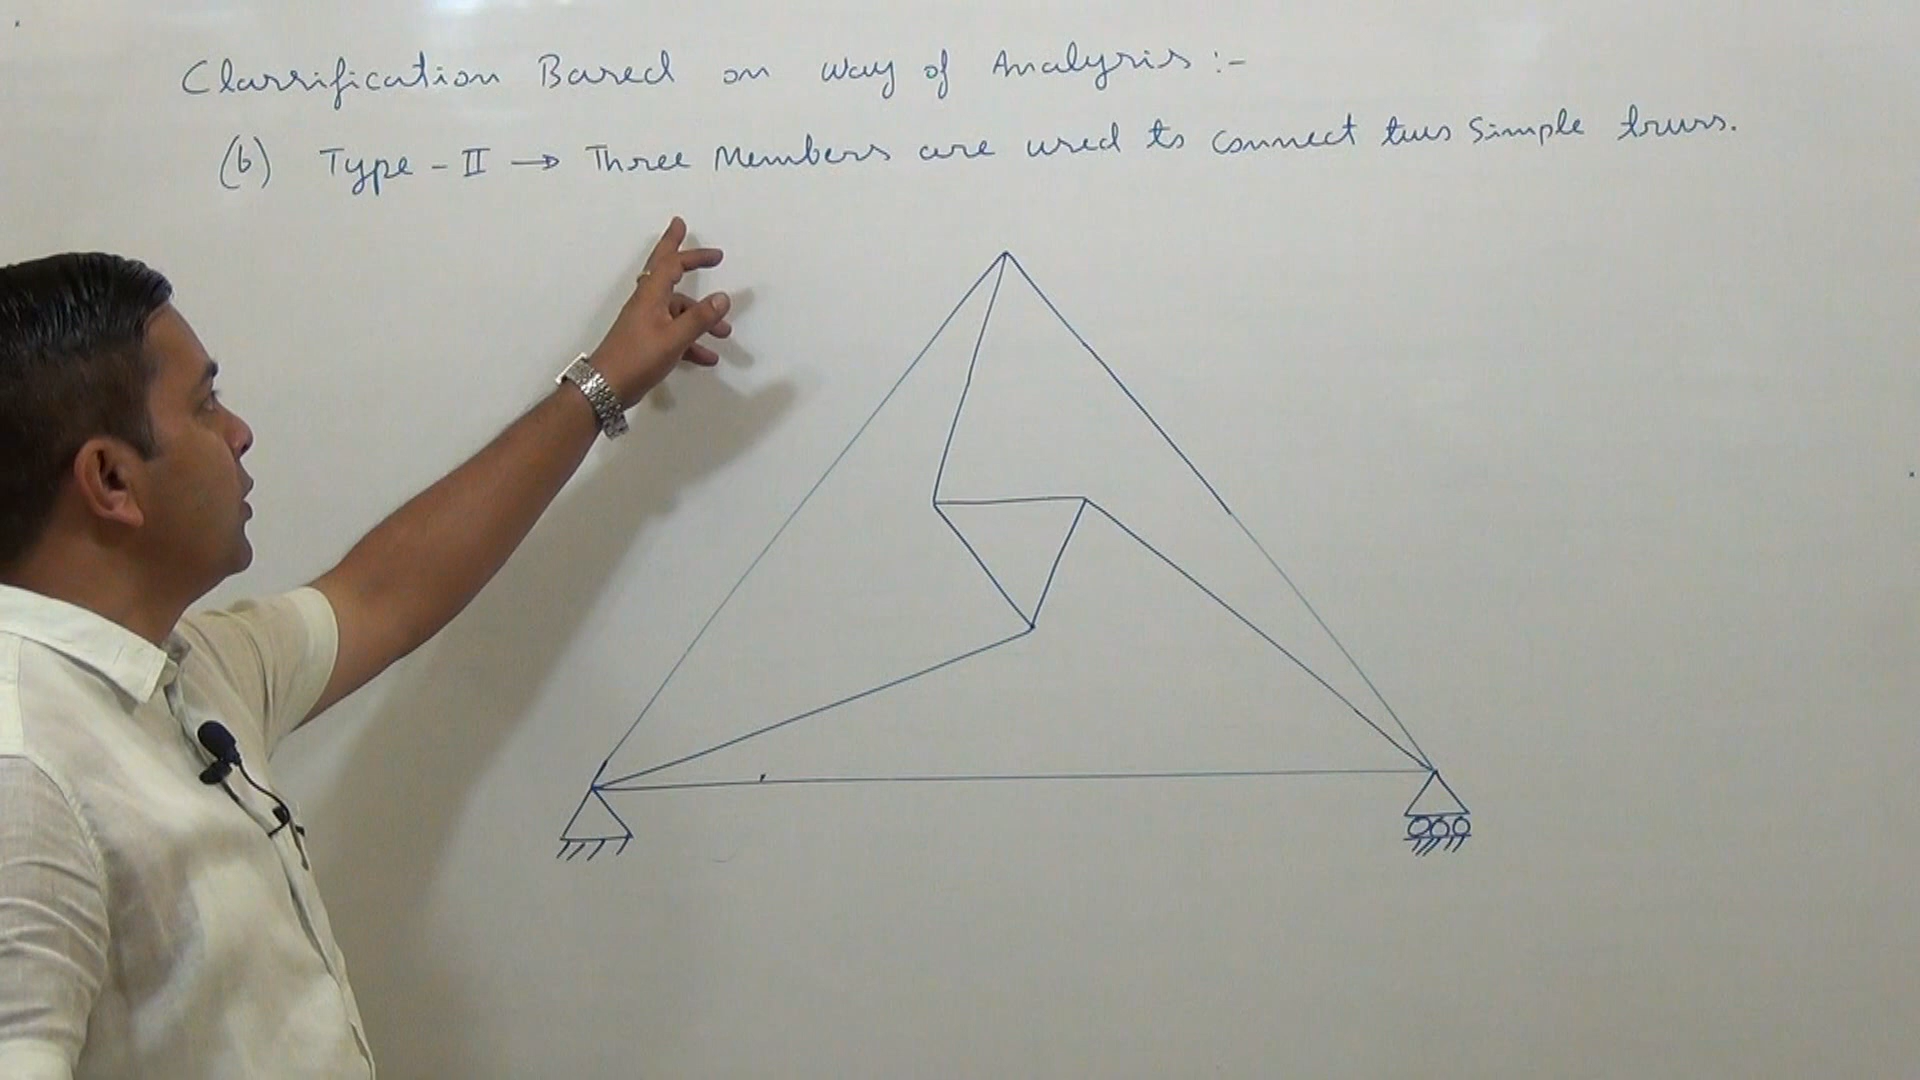 Classification Based on Way of Analysis :-
(b) Type - II → Three Members are used to Connect two Simple truss.